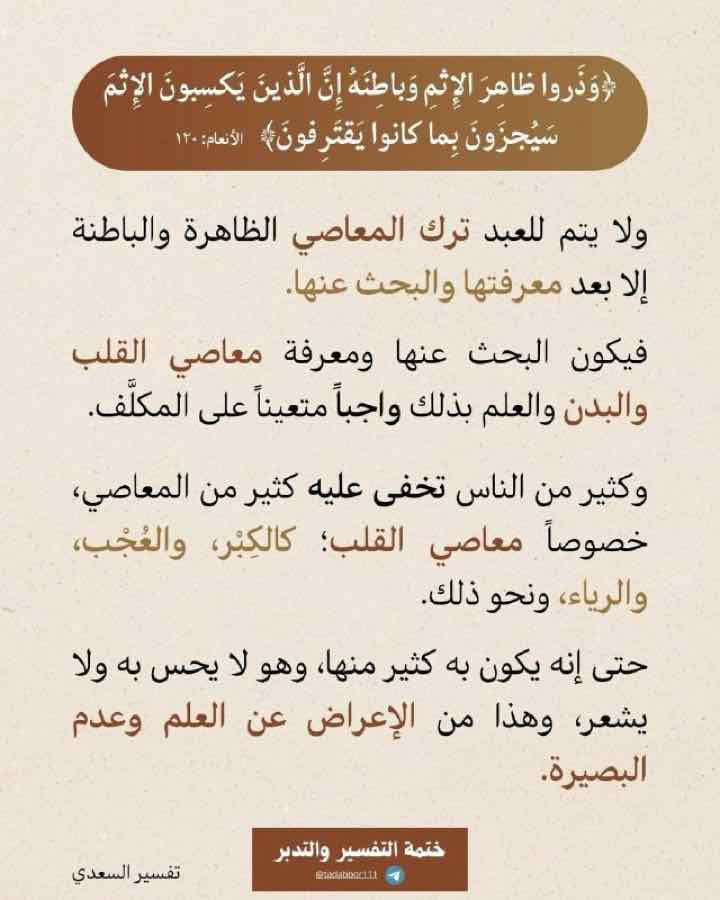 ﴿وَذَروا ظاهِرَ الإِثمِ وَباطِنَهُ إِنَّ الَّذينَ يَكسِبونَ الإِثمَ
سَيُجزَونَ بِما كانوا يَقتَرِفونَ﴾ الأنعام: ١٢٠
ولا يتم للعبد ترك المعاصي الظاهرة والباطنة
إلا بعد معرفتها والبحث عنها.
فيكون البحث عنها ومعرفة معاصي القلب
والبدن والعلم بذلك واجباً متعيناً على المكلَّف.
وكثير من الناس تخفى عليه كثير من المعاصي،
خصوصاً معاصي القلب؛ كالكِبْر، والعُجْب،
والرياء، ونحو ذلك.
حتى إنه يكون به كثير منها، وهو لا يحس به ولا
يشعر، وهذا من الإعراض عن العلم وعدم
البصيرة.
ختمة التفسير والتدبر
@tadabbor111
تفسير السعدي